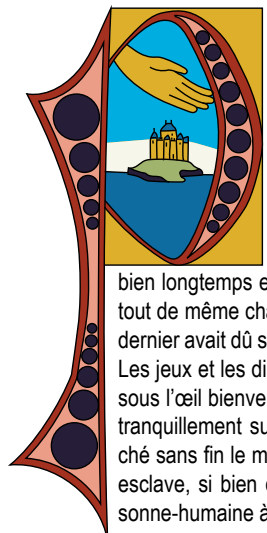 P
bien longtemps e
tout de même cha
dernier avait dû s
Les jeux et les di
sous l’œil bienve
tranquillement su
ché sans fin le m
esclave, si bien
sonne-humaine à